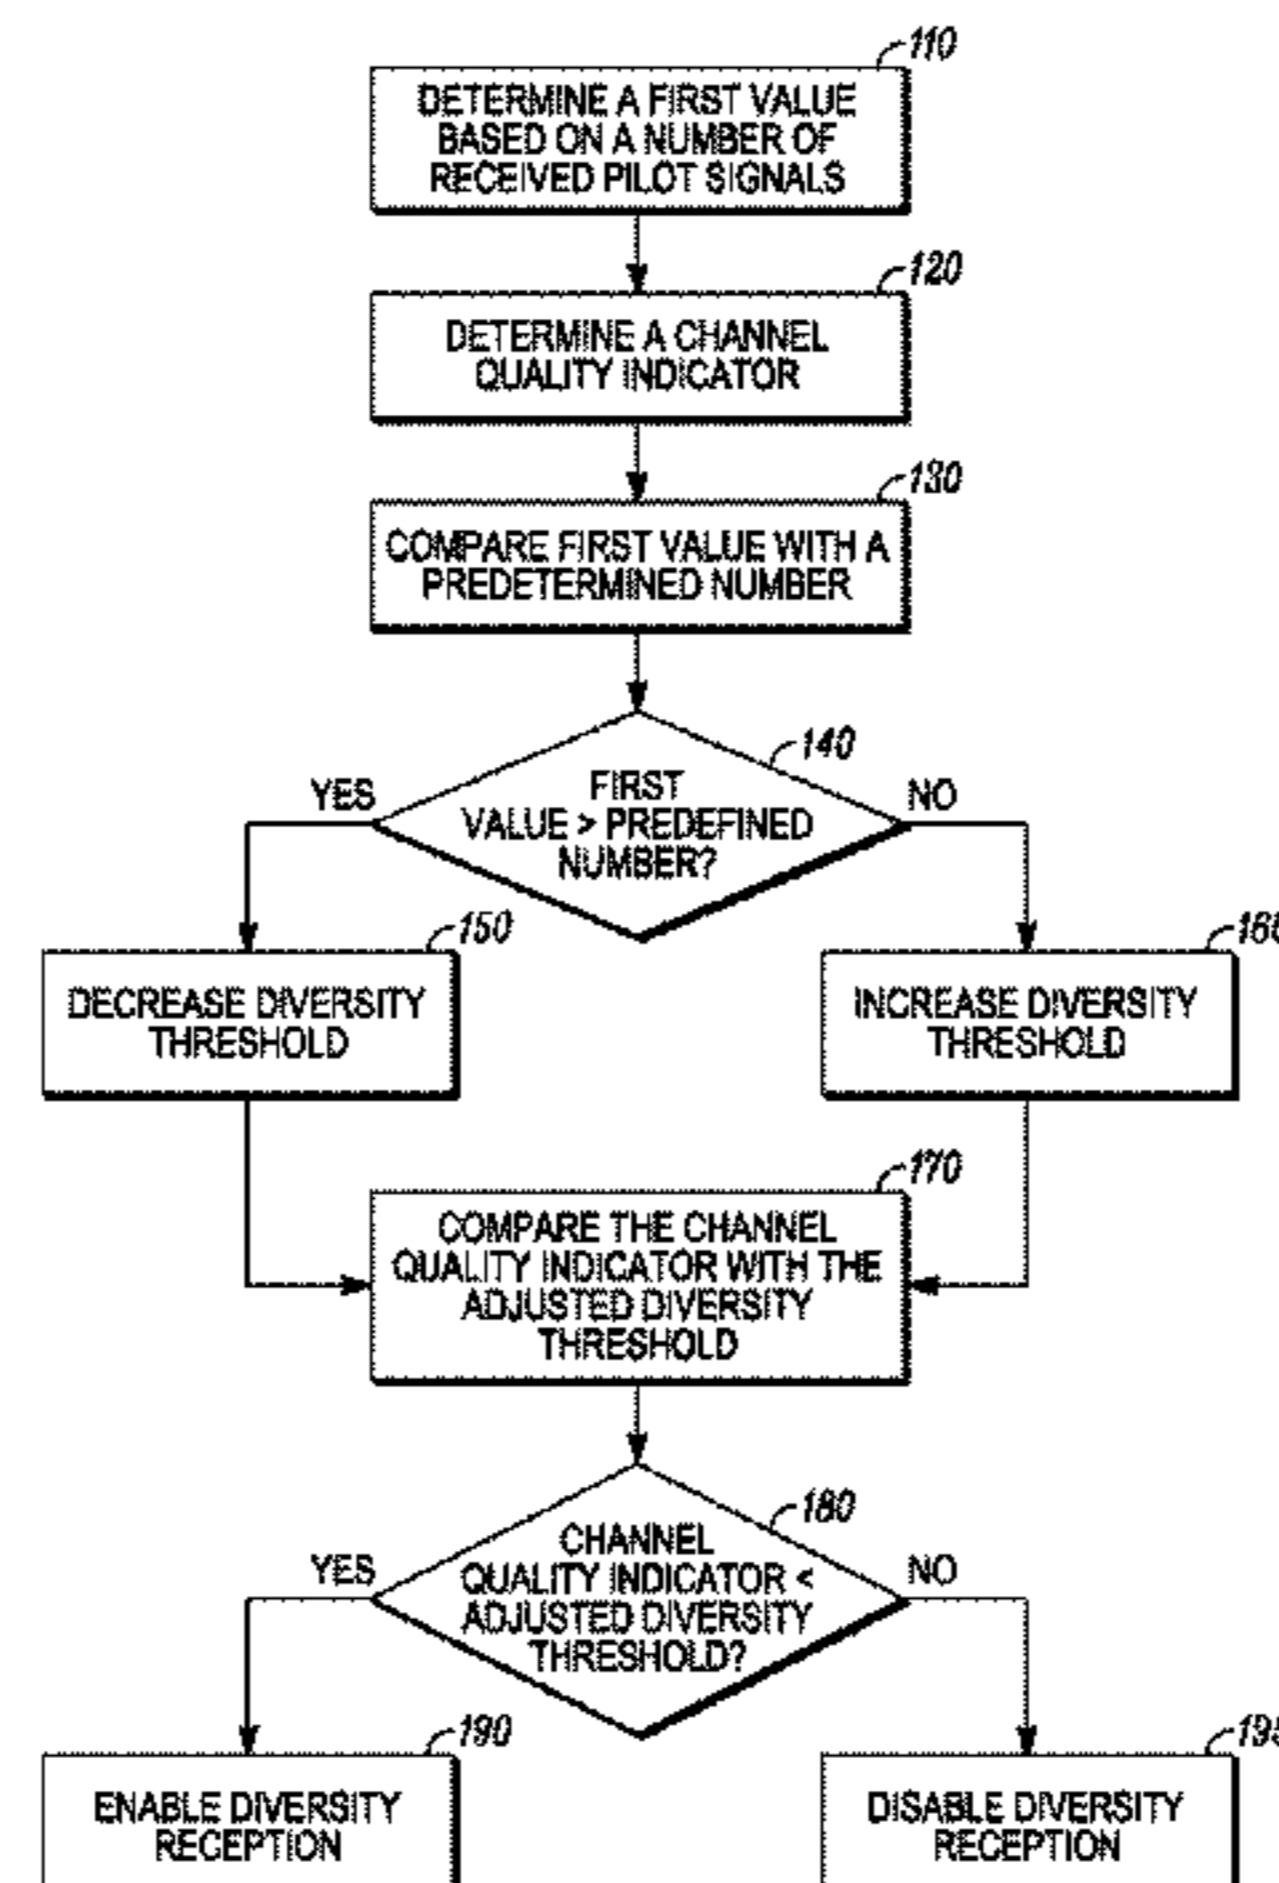 110
DETERMINE A FIRST VALUE
BASED ON A NUMBER OF
RECEIVED PILOT SIGNALS
120
DETERMINE A CHANNEL
QUALITY INDICATOR
130
COMPARE FIRST VALUE WITH A
PREDETERMINED NUMBER
140
FIRST
VALUE > PREDEFINED
NUMBER?
YES
NO
150
DECREASE DIVERSITY
THRESHOLD
160
INCREASE DIVERSITY
THRESHOLD
170
COMPARE THE CHANNEL
QUALITY INDICATOR WITH THE
ADJUSTED DIVERSITY
THRESHOLD
180
CHANNEL
QUALITY INDICATOR <
ADJUSTED DIVERSITY
THRESHOLD?
YES
NO
190
ENABLE DIVERSITY
RECEPTION
195
DISABLE DIVERSITY
RECEPTION